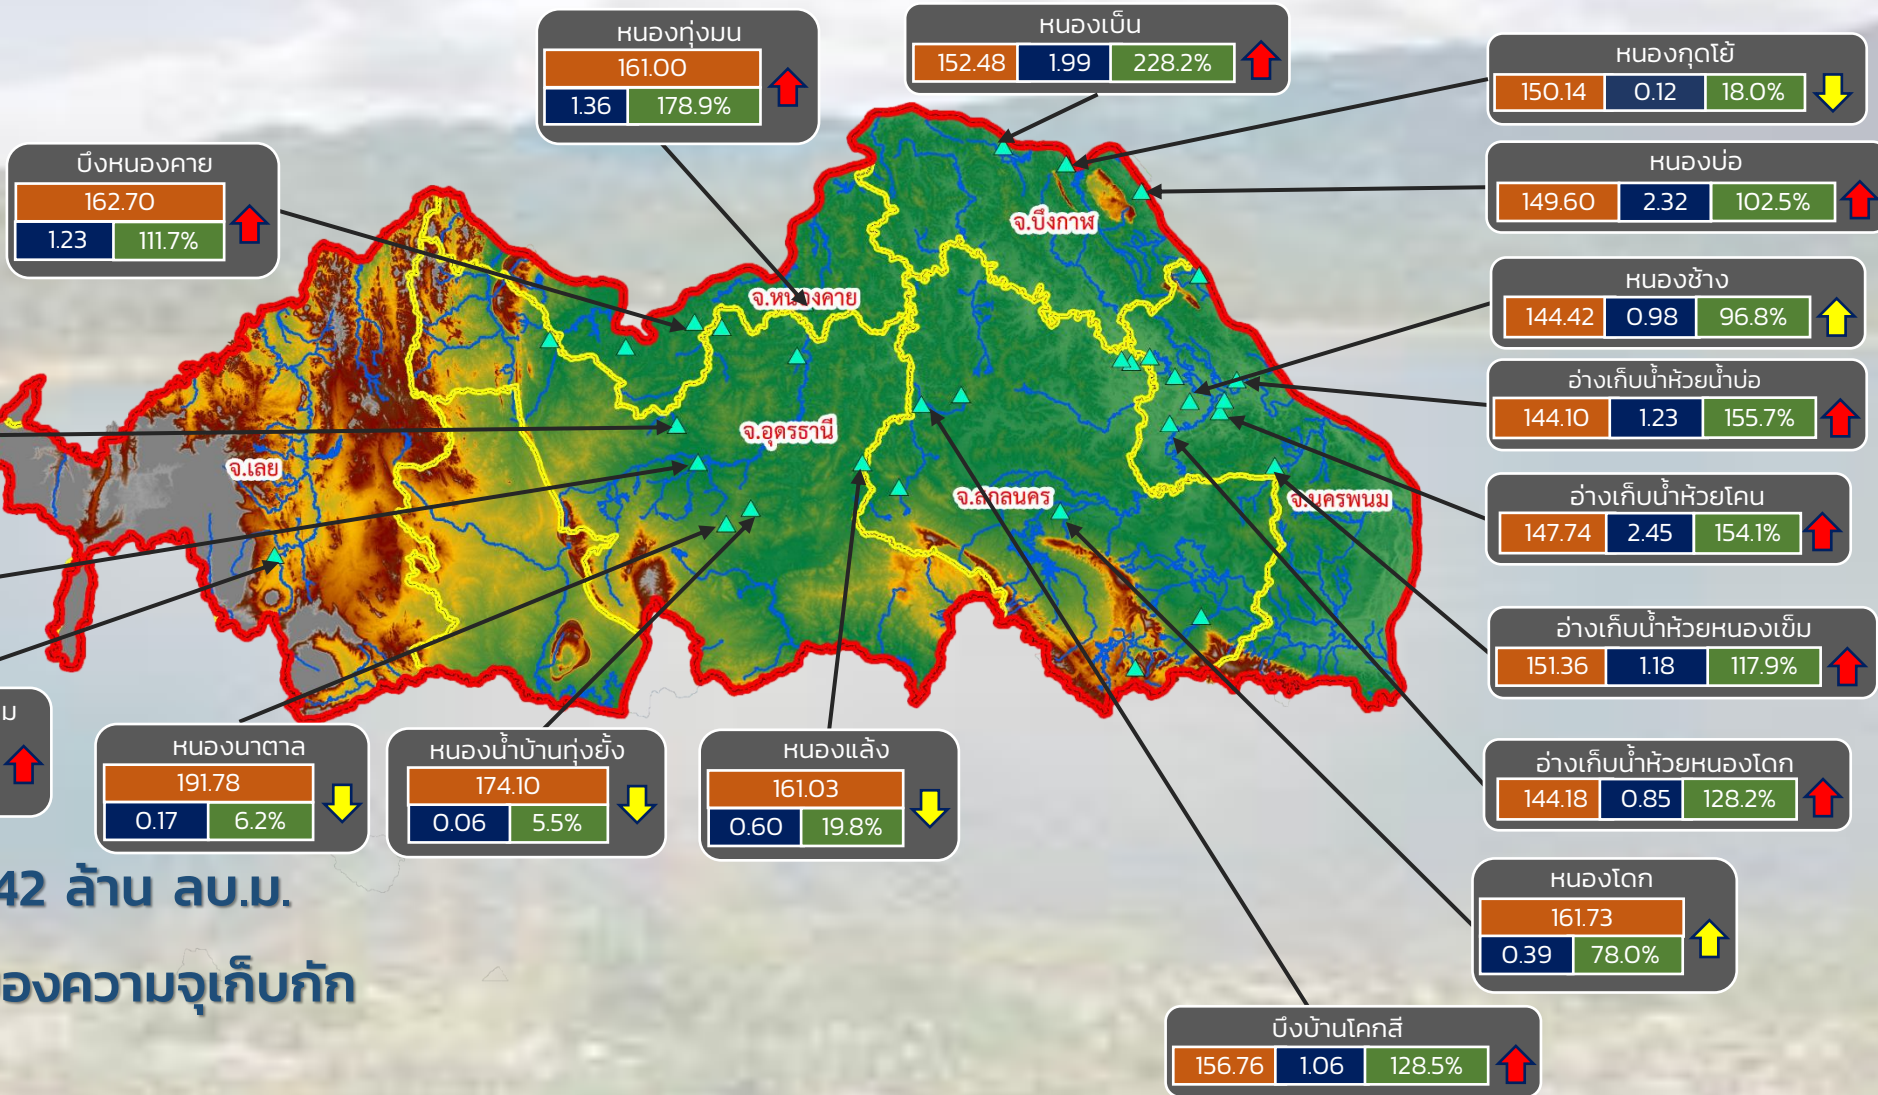 หนองทุ่งมน
161.00
1.36 178.9%
หนองเบ็น
152.48 1.99 228.2%
หนองกุดโย้
150.14 0.12 18.0%
บึงหนองคาย
162.70
1.23 111.7%
หนองบ่อ
149.60 2.32 102.5%
หนองช้าง
144.42 0.98 96.8%
อ่างเก็บน้ำห้วยน้ำบ่อ
144.10 1.23 155.7%
อ่างเก็บน้ำห้วยโคน
147.74 2.45 154.1%
อ่างเก็บน้ำห้วยหนองเข็ม
151.36 1.18 117.9%
อ่างเก็บน้ำห้วยหนองโดก
144.18 0.85 128.2%
จ.บึงกาฬ
จ.หนองคาย
จ.อุดรธานี
จ.เลย
จ.สกลนคร
จ.นครพนม
ม
หนองนาตาล
191.78
0.17 6.2%
หนองน้ำบ้านทุ่งยั้ง
174.10
0.06 5.5%
หนองแล้ง
161.03
0.60 19.8%
หนองโดก
161.73
0.39 78.0%
บึงบ้านโคกสี
156.76 1.06 128.5%
42 ล้าน ลบ.ม.
องความจุเก็บกัก